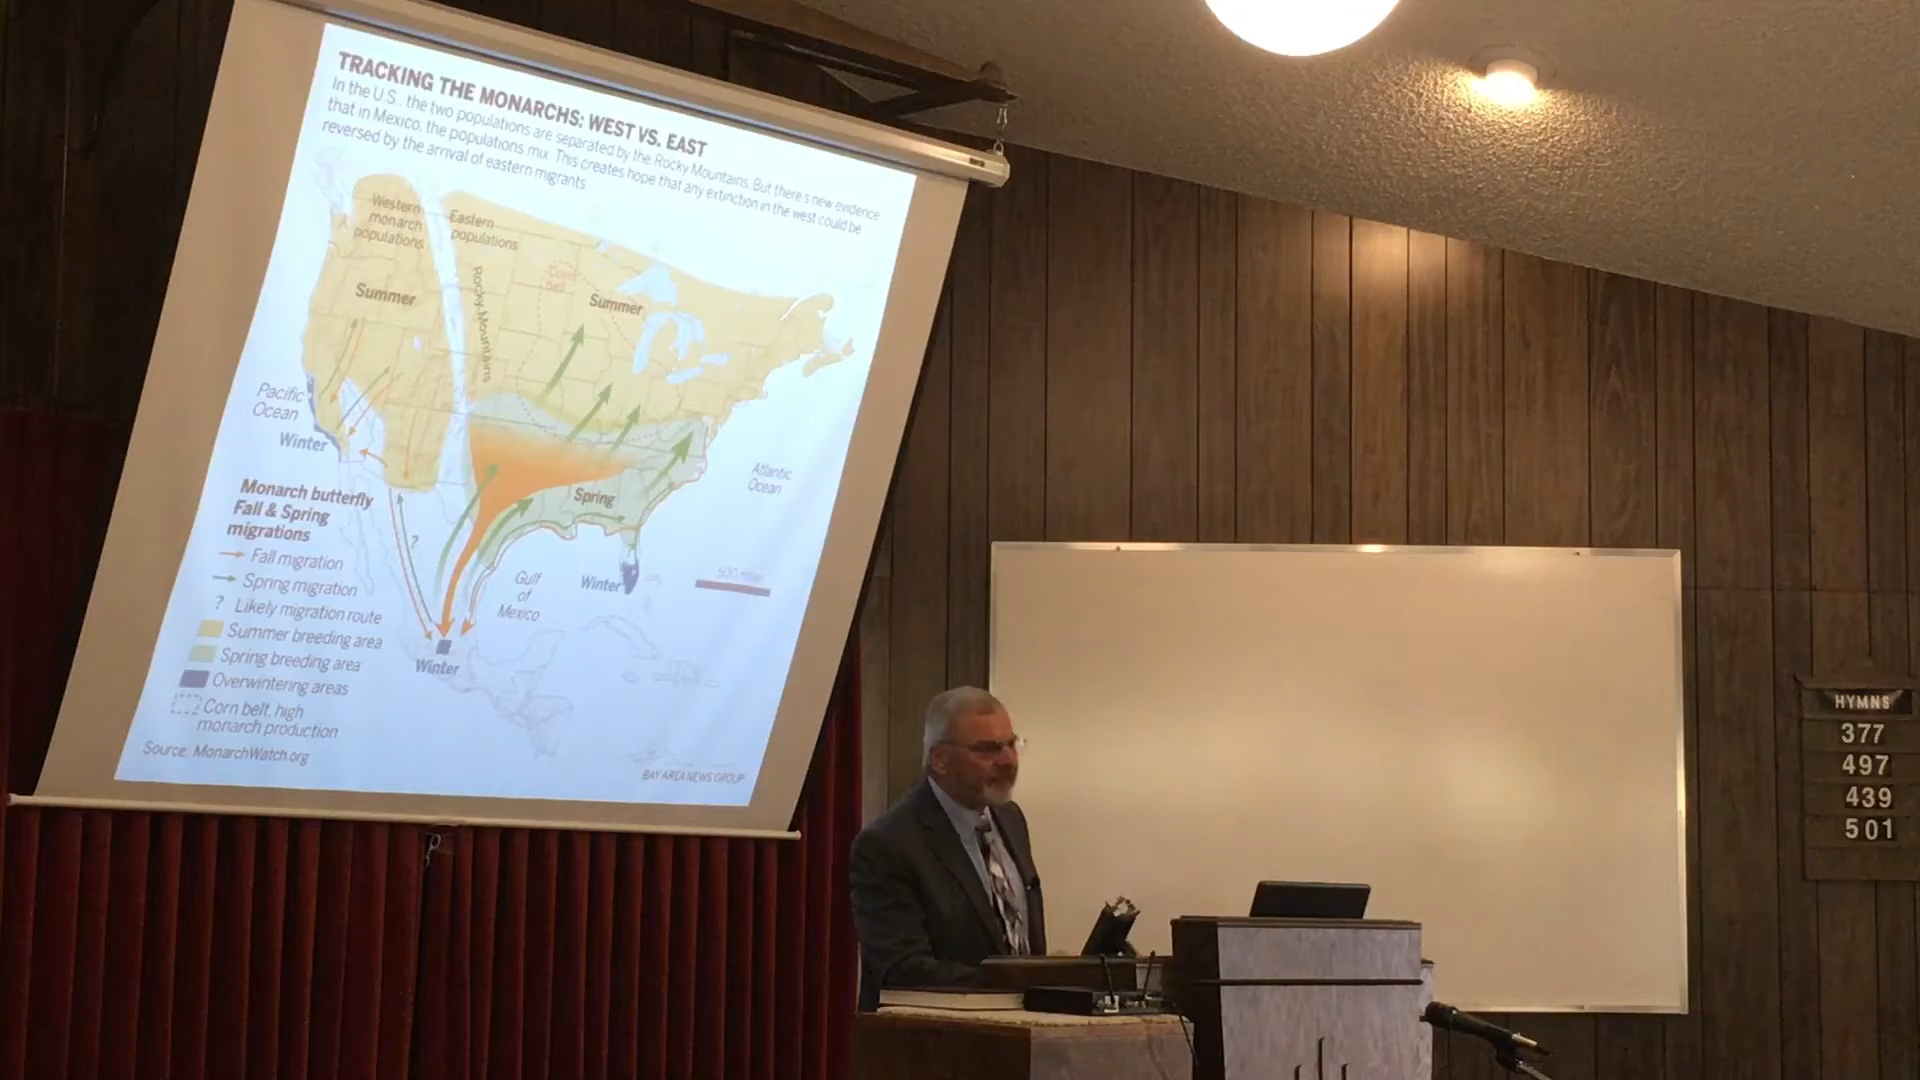 TRACKING THE MONARCHS: WEST VS. EAST
In the U.S., the two populations are separated by the Rocky Mountains. But there's new evidence
that in Mexico, the populations mix. This creates hope that any extinction in the west could be
reversed by the arrival of eastern migrants
Western
monarch
populations
Eastern
populations
Corn
belt
Summer
Summer
Rocky Mountains
Pacific
Ocean
Winter
Atlantic
Ocean
Spring
Monarch butterfly
Fall & Spring
migrations
Fall migration
Spring migration
? Likely migration route
Summer breeding area
Spring breeding area
Overwintering areas
Corn belt, high
monarch production
?
Gulf
of
Mexico
Winter
500 miles
Winter
Source: MonarchWatch.org
BAY AREA NEWS GROUP
HYMNS
377
497
439
501